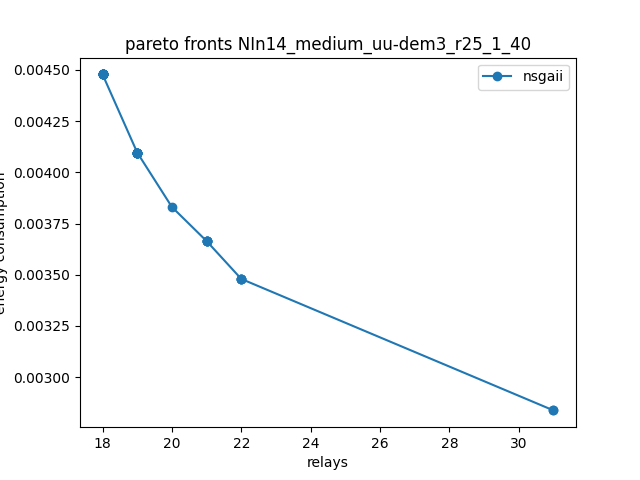 pareto fronts NIn14_medium_uu-dem3_r25_1_40
nsgaii
0.00450
0.00425
0.00400
0.00375
0.00350
0.00325
0.00300
energy consumption
18 20 22 24 26 28 30
relays